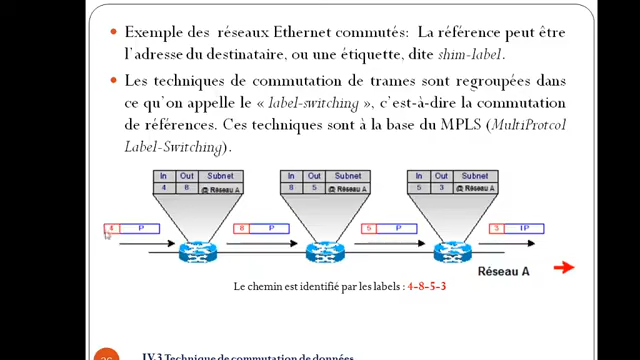 • Exemple des réseaux Ethernet commutés: La référence peut être
l'adresse du destinataire, ou une étiquette, dite shim-label.
• Les techniques de commutation de trames sont regroupées dans
ce qu'on appelle le « label-switching », c'est-à-dire la commutation
de références. Ces techniques sont à la base du MPLS (MultiProtcol
Label-Switching).
In Out Subnet
4 8 @ Réseau A
In Out Subnet
8 5 @ Réseau A
In Out Subnet
5 3 @ Réseau A
4 P
8 P
5 P
3 IP
Réseau A
Le chemin est identifié par les labels : 4-8-5-3
IV.3 Technique de commutation de données